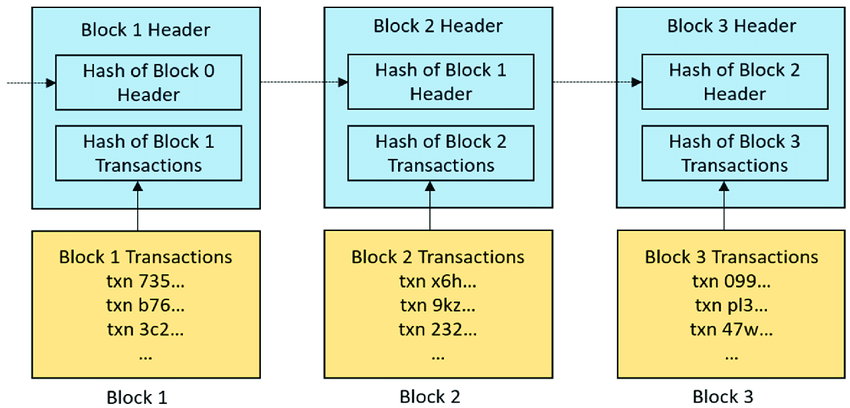 Block 1 Header
Hash of Block 0
Header
Hash of Block 1
Transactions
Block 1 Transactions
txn 735...
txn b76...
txn 3c2...
...
Block 1
Block 2 Header
Hash of Block 1
Header
Hash of Block 2
Transactions
Block 2 Transactions
txn x6h...
txn 9kz...
txn 232...
...
Block 2
Block 3 Header
Hash of Block 2
Header
Hash of Block 3
Transactions
Block 3 Transactions
txn 099...
txn pl3...
txn 47w...
...
Block 3